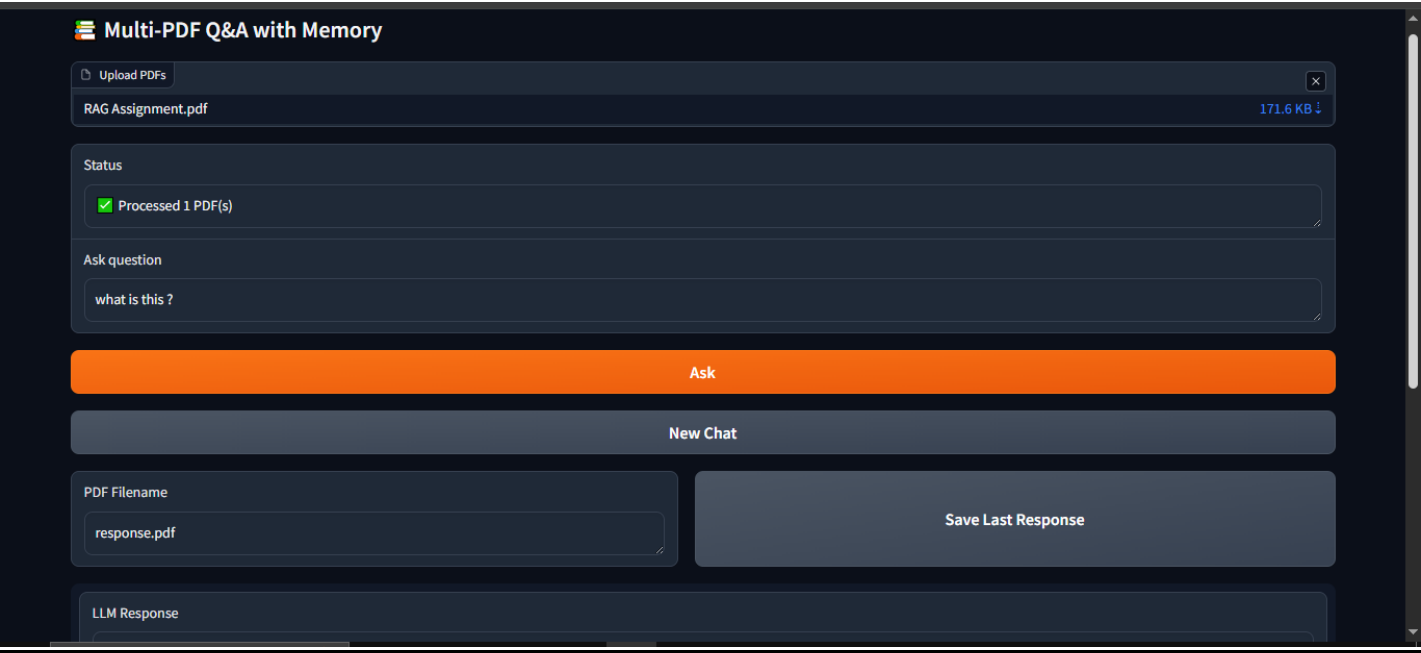 📚 Multi-PDF Q&A with Memory
Upload PDFs
RAG Assignment.pdf
171.6 KB ⇣
Status
✅ Processed 1 PDF(s)
Ask question
what is this ?
Ask
New Chat
PDF Filename
response.pdf
Save Last Response
LLM Response